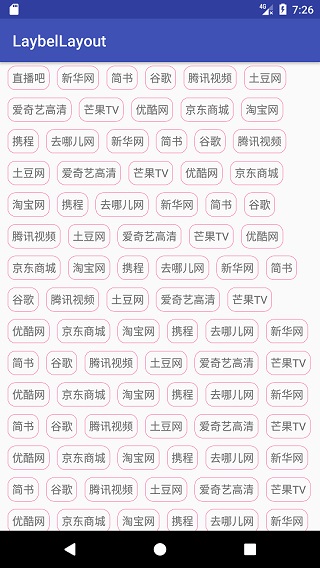 4G 7:26
LaybelLayout
直播吧 新华网 简书 谷歌 腾讯视频 土豆网
爱奇艺高清 芒果TV 优酷网 京东商城 淘宝网
携程 去哪儿网 新华网 简书 谷歌 腾讯视频
土豆网 爱奇艺高清 芒果TV 优酷网 京东商城
淘宝网 携程 去哪儿网 新华网 简书 谷歌
腾讯视频 土豆网 爱奇艺高清 芒果TV 优酷网
京东商城 淘宝网 携程 去哪儿网 新华网 简书
谷歌 腾讯视频 土豆网 爱奇艺高清 芒果TV
优酷网 京东商城 淘宝网 携程 去哪儿网 新华网
简书 谷歌 腾讯视频 土豆网 爱奇艺高清 芒果TV
优酷网 京东商城 淘宝网 携程 去哪儿网 新华网
简书 谷歌 腾讯视频 土豆网 爱奇艺高清 芒果TV
优酷网 京东商城 淘宝网 携程 去哪儿网 新华网
简书 谷歌 腾讯视频 土豆网 爱奇艺高清 芒果TV
优酷网 京东商城 淘宝网 携程 去哪儿网 新华网